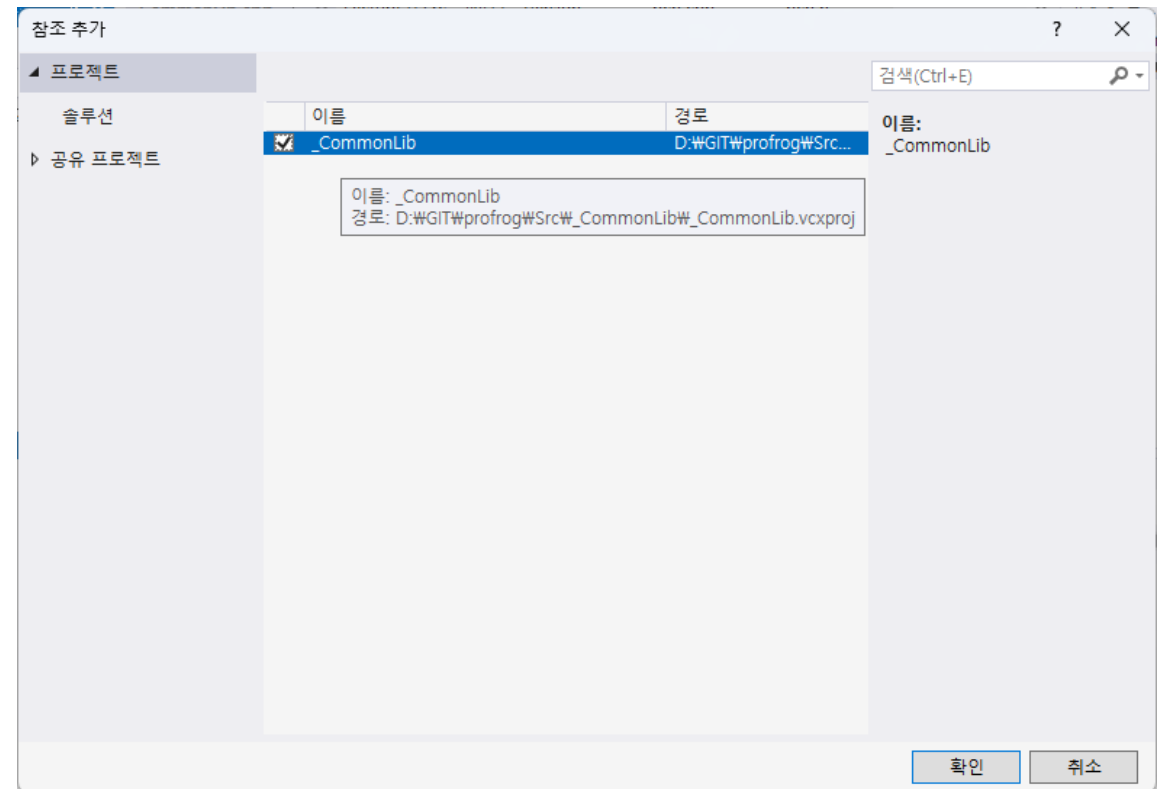 참조 추가
? ×
프로젝트
솔루션
공유 프로젝트
검색(Ctrl+E)
이름 경로
_CommonLib D:₩GIT₩profrog₩Src...
이름: _CommonLib
경로: D:₩GIT₩profrog₩Src₩_CommonLib₩_CommonLib.vcxproj
이름:
_CommonLib
확인 취소